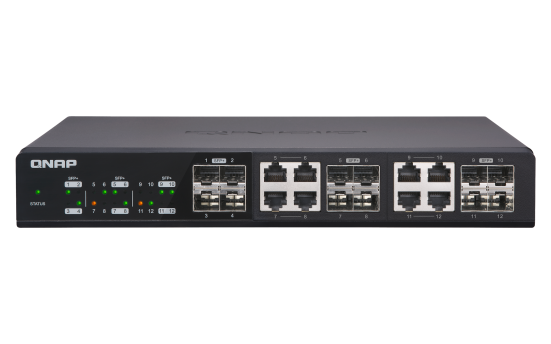 QNAP
STATUS
SFP+ SFP+ SFP+
1 2 5 6 5 6 9 10 9 10
3 4 7 8 7 8 11 12 11 12
1 SFP+ 2
5 6
5 SFP+ 6
9 10
9 SFP+ 10
3 4
7 8
7 8
11 12
11 12